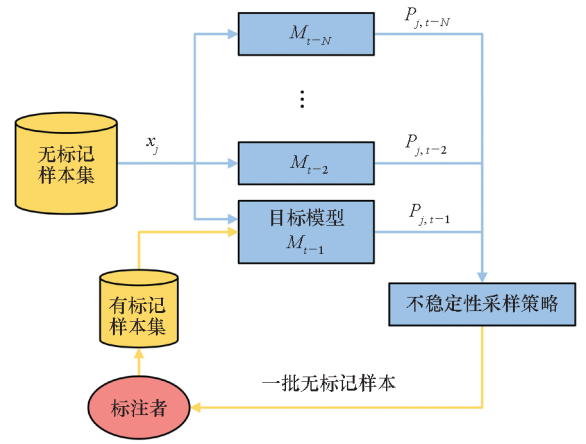 M_{t-N}
P_{j,t-N}
⋮
无标记
样本集
x_j
M_{t-2}
P_{j,t-2}
目标模型
M_{t-1}
P_{j,t-1}
有标记
样本集
不稳定性采样策略
一批无标记样本
标注者